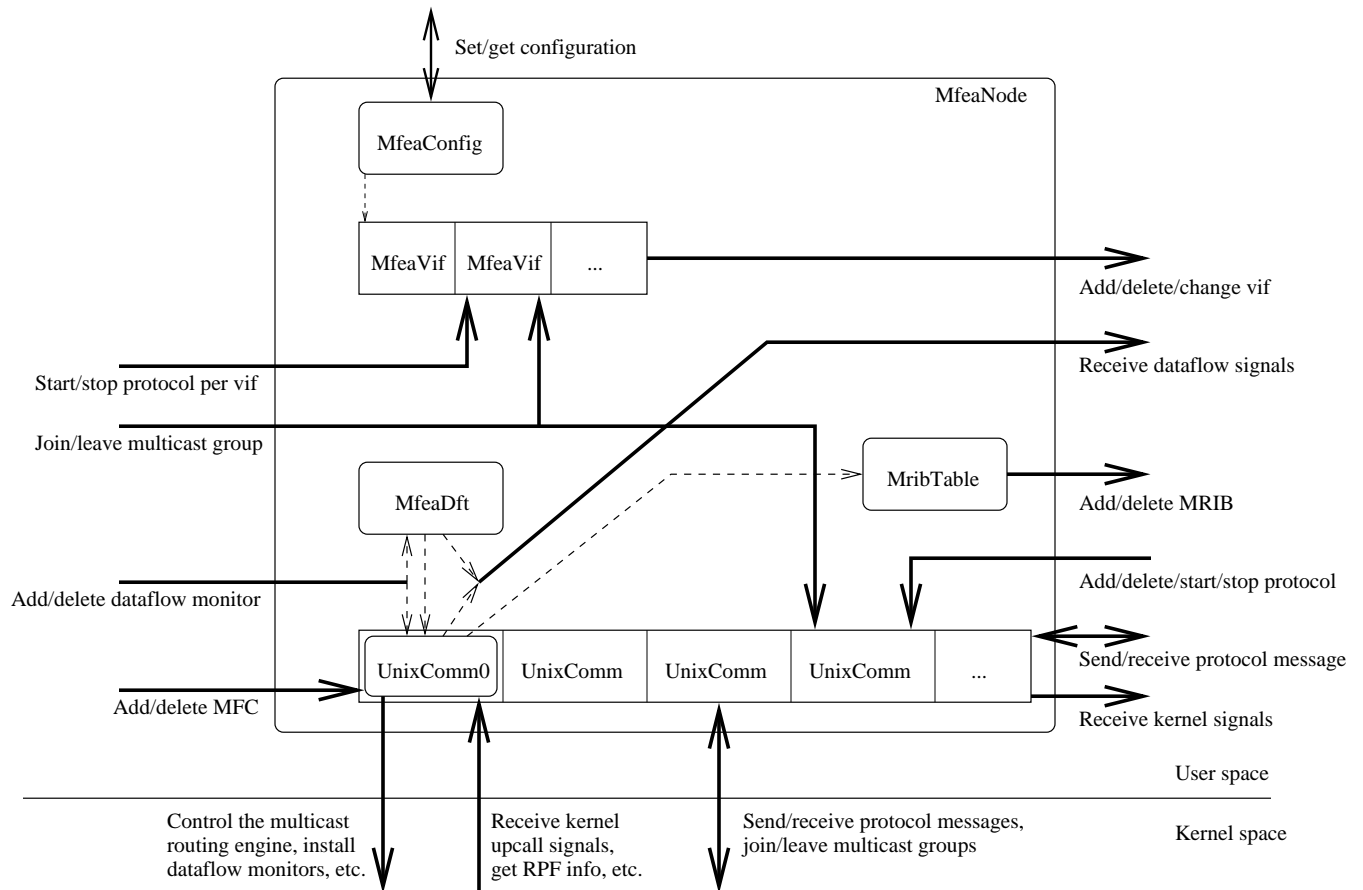 Set/get configuration
MfeaNode
MfeaConfig
MfeaVif
MfeaVif
...
Add/delete/change vif
Receive dataflow signals
Start/stop protocol per vif
Join/leave multicast group
MfeaDft
MribTable
Add/delete MRIB
Add/delete dataflow monitor
Add/delete/start/stop protocol
UnixComm0
UnixComm
UnixComm
UnixComm
...
Send/receive protocol message
Add/delete MFC
Receive kernel signals
User space
Control the multicast
routing engine, install
dataflow monitors, etc.
Receive kernel
upcall signals,
get RPF info, etc.
Send/receive protocol messages,
join/leave multicast groups
Kernel space